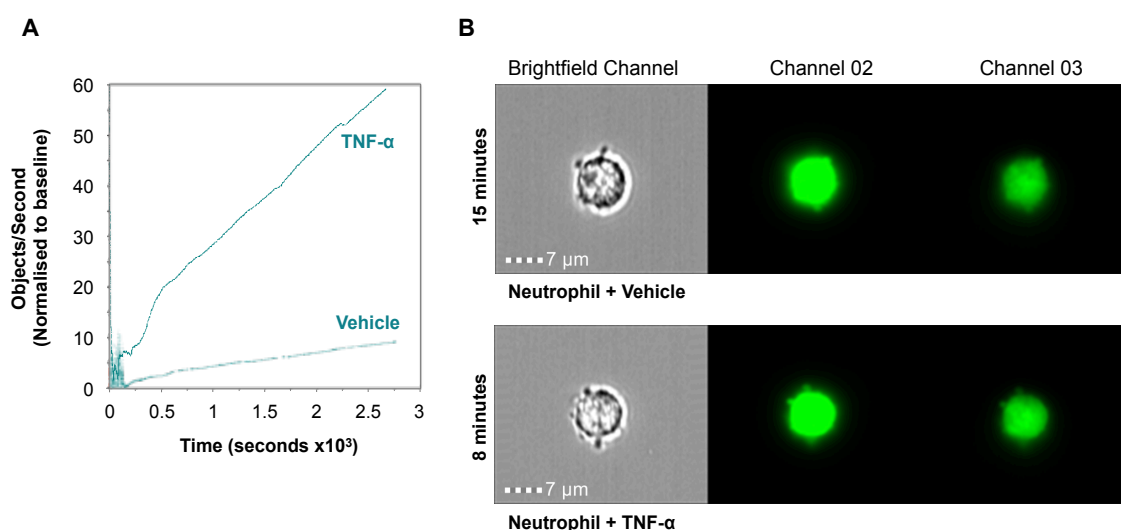 A
60
50
40
30
20
10
0
0
0.5
1
1.5
2
2.5
3
Objects/Second
(Normalised to baseline)
Time (seconds x10³)
TNF-α
Vehicle
B
Brightfield Channel
Channel 02
Channel 03
15 minutes
7 µm
Neutrophil + Vehicle
8 minutes
7 µm
Neutrophil + TNF-α